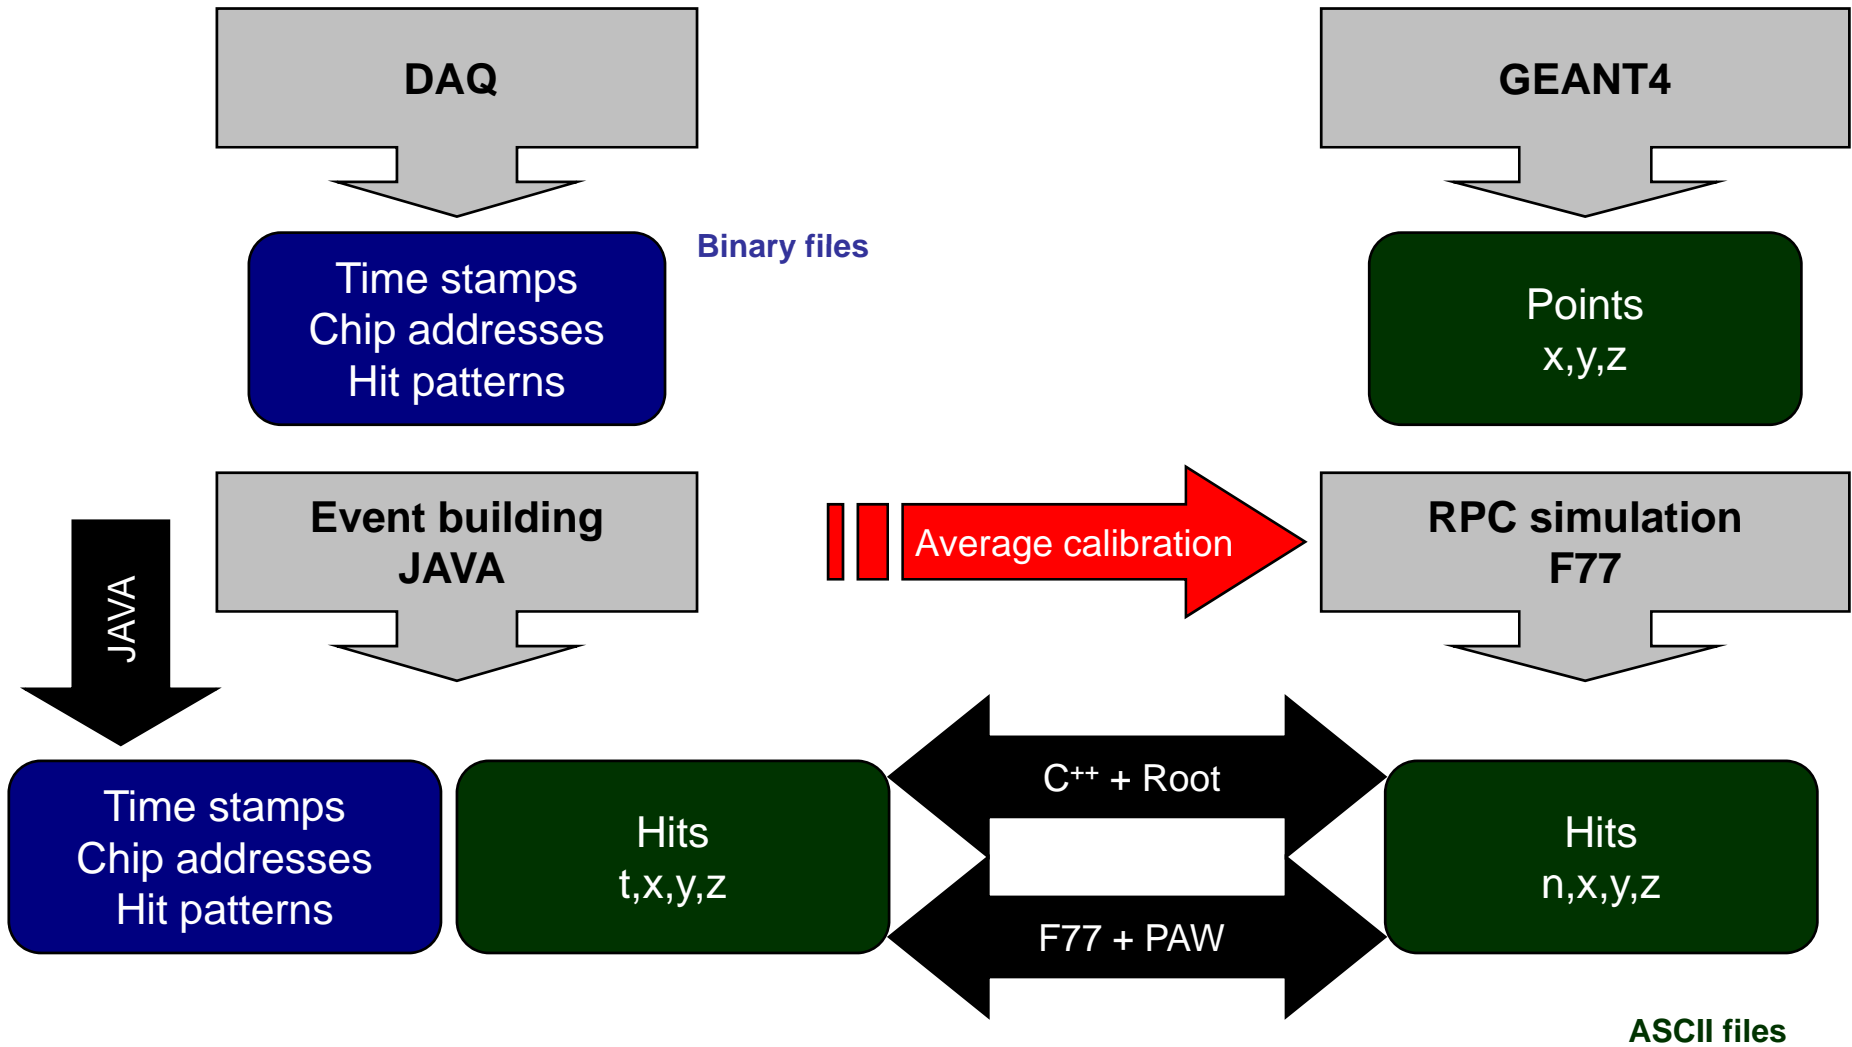 DAQ
GEANT4
Binary files
Time stamps
Chip addresses
Hit patterns
Points
x,y,z
Event building
JAVA
Average calibration
RPC simulation
F77
JAVA
Time stamps
Chip addresses
Hit patterns
Hits
t,x,y,z
C++ + Root
F77 + PAW
Hits
n,x,y,z
ASCII files